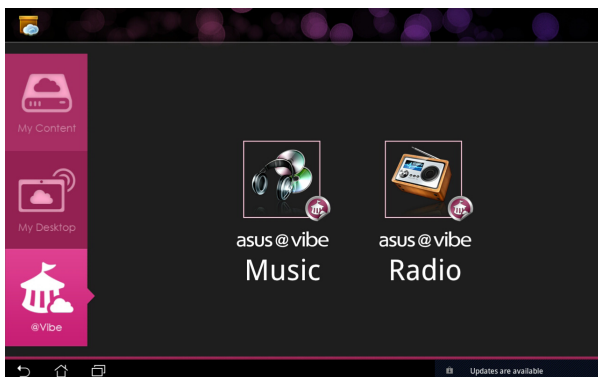 My Content
My Desktop
@Vibe
asus@vibe
Music
asus@vibe
Radio
Updates are available